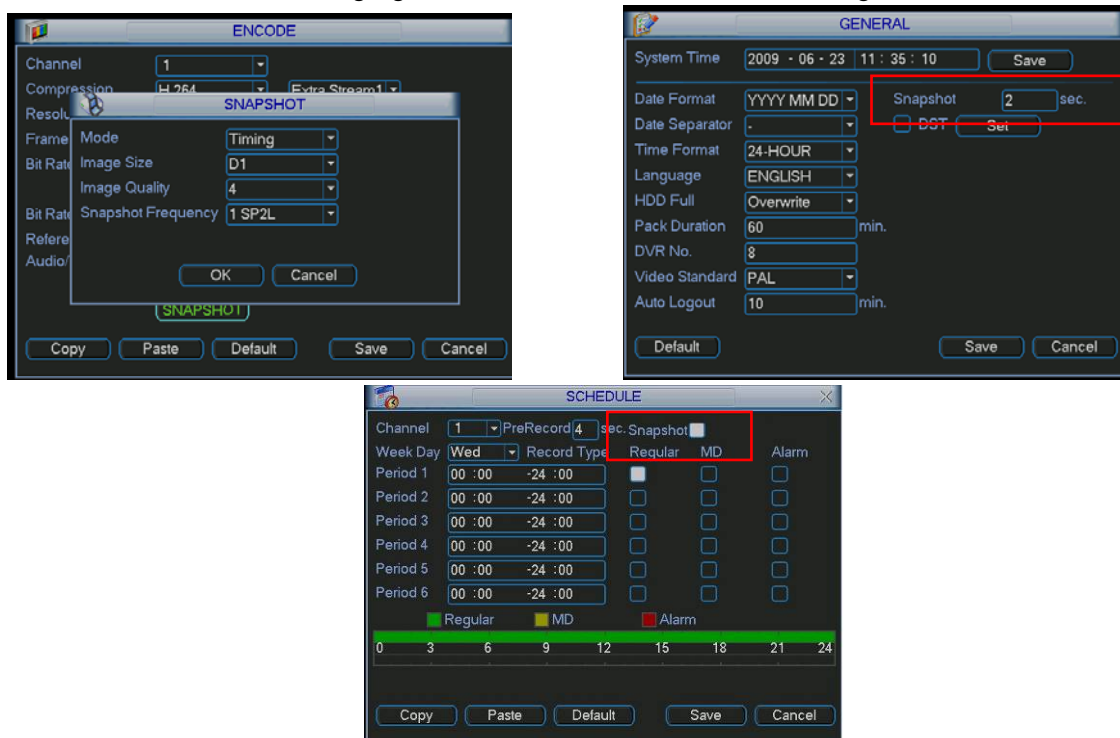 ENCODE
Channel 1
Compression H.264 Extra Stream1
SNAPSHOT
Mode Timing
Frame
Image Size D1
Bit Rate
Image Quality 4
Snapshot Frequency 1 SP2L
Bit Rate
Audio/
OK Cancel
SNAPSHOT
Copy Paste Default Save Cancel
GENERAL
System Time 2009 - 06 - 23 11 : 35 : 10 Save
Date Format YYYY MM DD Snapshot 2 sec.
Date Separator - DST Set
Time Format 24-HOUR
Language ENGLISH
HDD Full Overwrite
Pack Duration 60 min.
DVR No. 8
Video Standard PAL
Auto Logout 10 min.
Default Save Cancel
SCHEDULE
Channel 1 PreRecord 4 sec. Snapshot
Week Day Wed Record Type Regular MD Alarm
Period 1 00 :00 -24 :00
Period 2 00 :00 -24 :00
Period 3 00 :00 -24 :00
Period 4 00 :00 -24 :00
Period 5 00 :00 -24 :00
Period 6 00 :00 -24 :00
Regular MD Alarm
0 3 6 9 12 15 18 21 24
Copy Paste Default Save Cancel